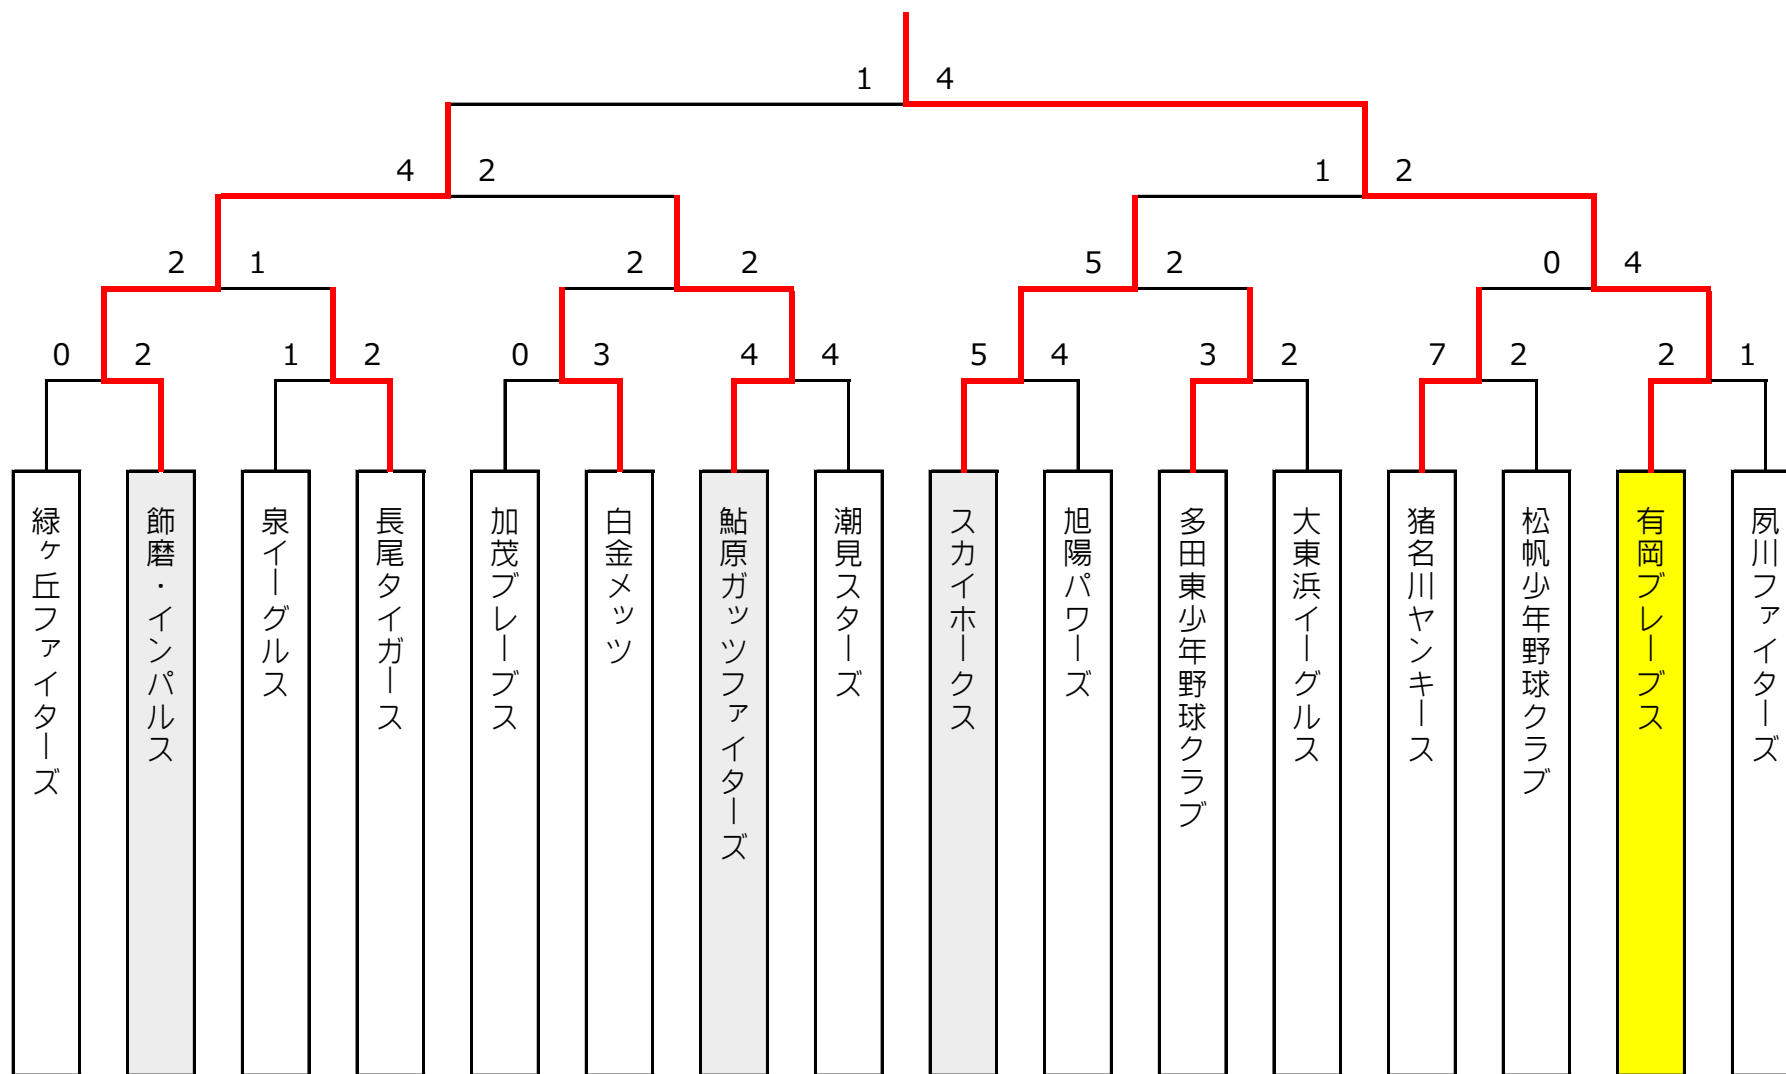 1 4
4 2 1 2
2 1 2 2 5 2 0 4
0 2 1 2 0 3 4 4 5 4 3 2 7 2 2 1
緑ヶ丘ファイターズ
飾磨・インパルス
泉イーグルス
長尾タイガース
加茂ブレーブス
白金メッツ
鮎原ガッツファイターズ
潮見スターズ
スカイホークス
旭陽パワーズ
多田東少年野球クラブ
大東浜イーグルス
猪名川ヤンキース
松帆少年野球クラブ
有岡ブレーブス
夙川ファイターズ